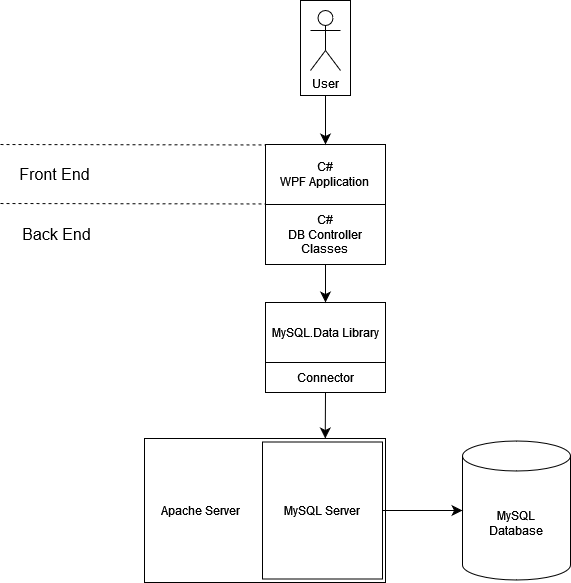 User
Front End
C#
WPF Application
Back End
C#
DB Controller
Classes
MySQL.Data Library
Connector
Apache Server
MySQL Server
MySQL
Database